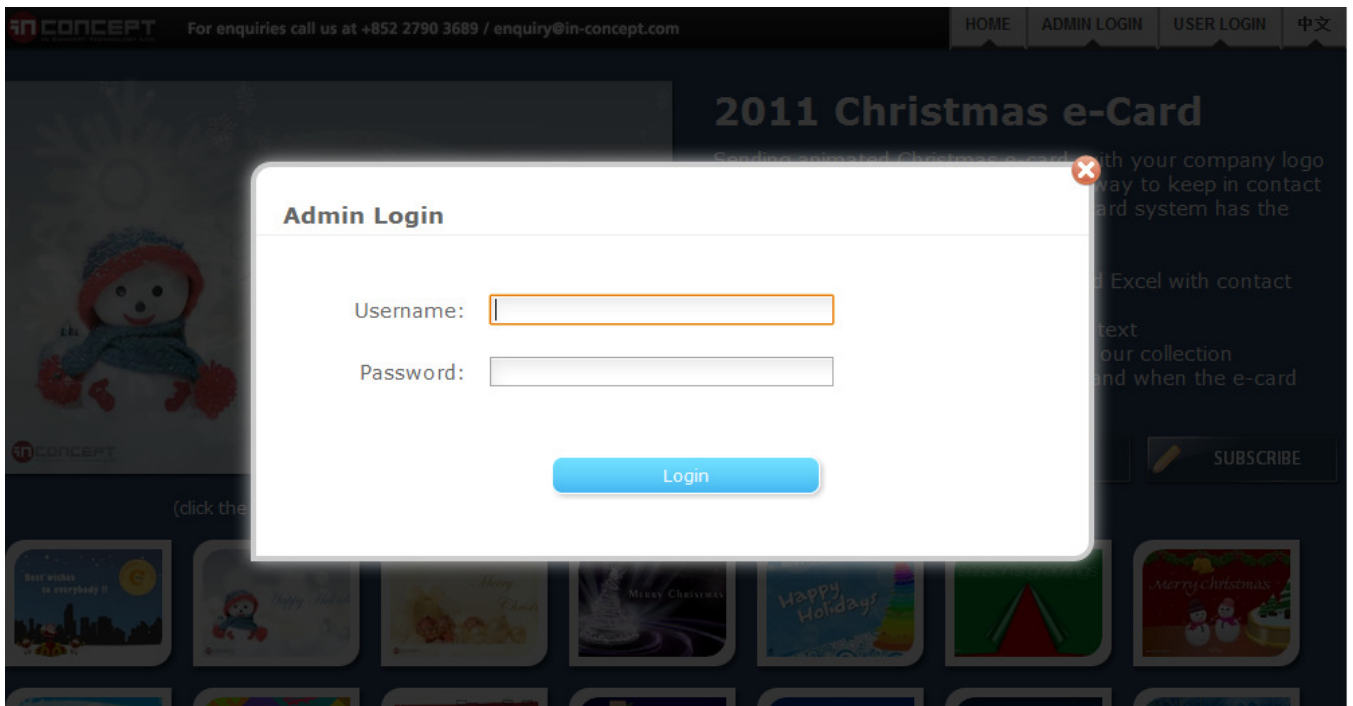 in CONCEPT
For enquiries call us at +852 2790 3689 / enquiry@in-concept.com
HOME
ADMIN LOGIN
USER LOGIN
中文
2011 Christmas e-Card
Sending animated Christmas e-card with your company logo
way to keep in contact
ard system has the
Admin Login
d Excel with contact
Username:
text
our collection
Password:
and when the e-card
in CONCEPT
SUBSCRIBE
Login
(click the
Best wishes
to everybody !!
Happy
Merry
Merry Christmas
Happy
Holidays
Merry Christmas